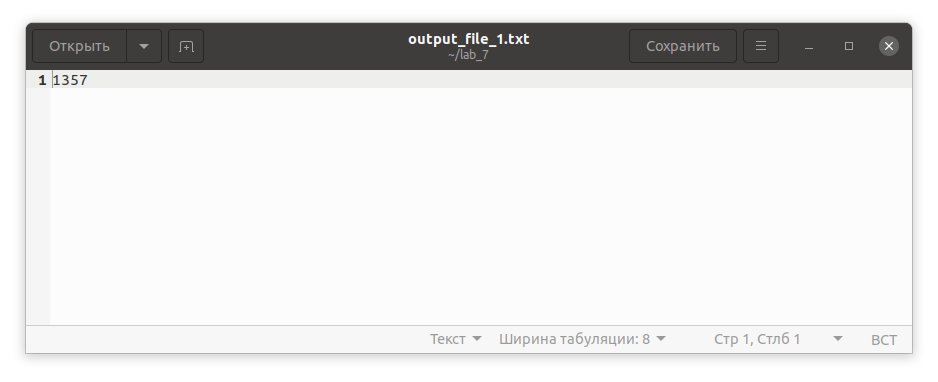 Открыть
output_file_1.txt
~/lab_7
Сохранить
1 1357
Текст Ширина табуляции: 8 Стр 1, Стлб 1 ВСТ